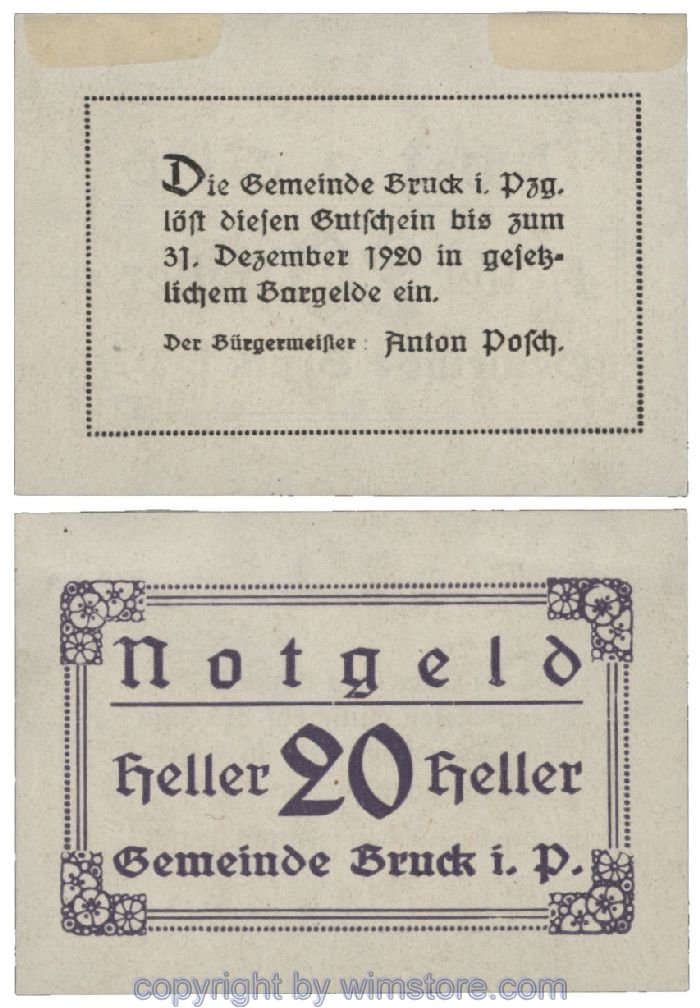 Die Gemeinde Bruck i. Pzg.
löst diesen Gutschein bis zum
31. Dezember 1920 in gesetz-
lichem Bargelde ein.
Der Bürgermeister: Anton Posch.
Notgeld
Heller 20 Heller
Gemeinde Bruck i. P.
copyright by wimstore.com